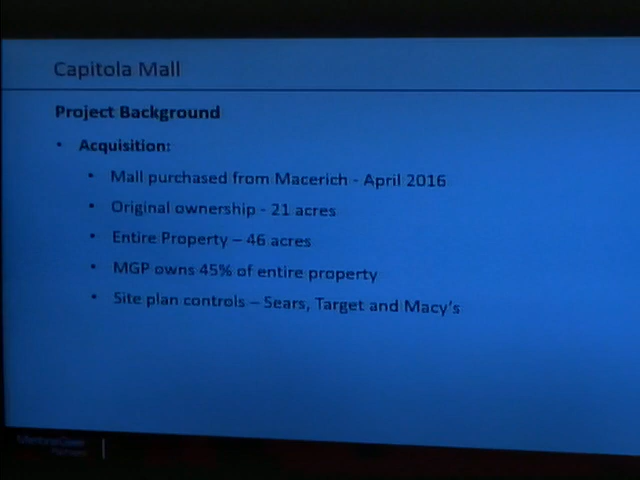 Capitola Mall
Project Background
• Acquisition:
• Mall purchased from Macerich - April 2016
• Original ownership - 21 acres
• Entire Property – 46 acres
• MGP owns 45% of entire property
• Site plan controls – Sears, Target and Macy's